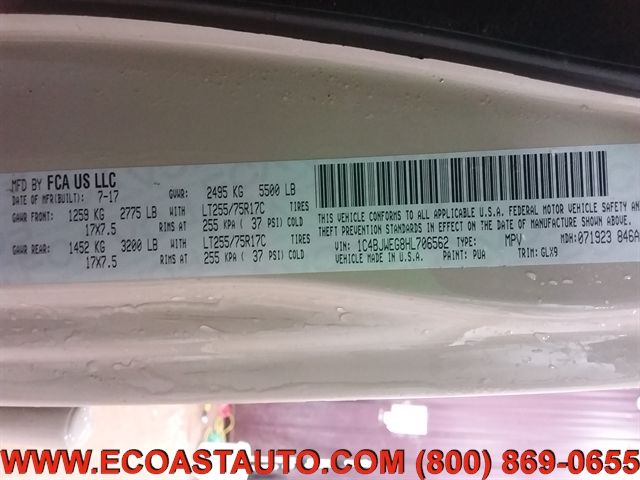 MFD BY FCA US LLC
DATE OF MFR(BUILT): 7-17 GVWR: 2495 KG 5500 LB
GAWR FRONT: 1259 KG 2775 LB WITH LT255/75R17C TIRES
17X7.5 RIMS AT 255 KPA ( 37 PSI) COLD
GAWR REAR: 1452 KG 3200 LB WITH LT255/75R17C TIRES
17X7.5 RIMS AT 255 KPA ( 37 PSI) COLD
THIS VEHICLE CONFORMS TO ALL APPLICABLE U.S.A. FEDERAL MOTOR VEHICLE SAFETY AND
THEFT PREVENTION STANDARDS IN EFFECT ON THE DATE OF MANUFACTURE SHOWN ABOVE.
VIN: 1C4BJWEG8HL706562 TYPE: MPV MDH:071923 846A
VEHICLE MADE IN U.S.A. PAINT: PUA TRIM: GLX9
WWW.ECOASTAUTO.COM (800) 869-0655